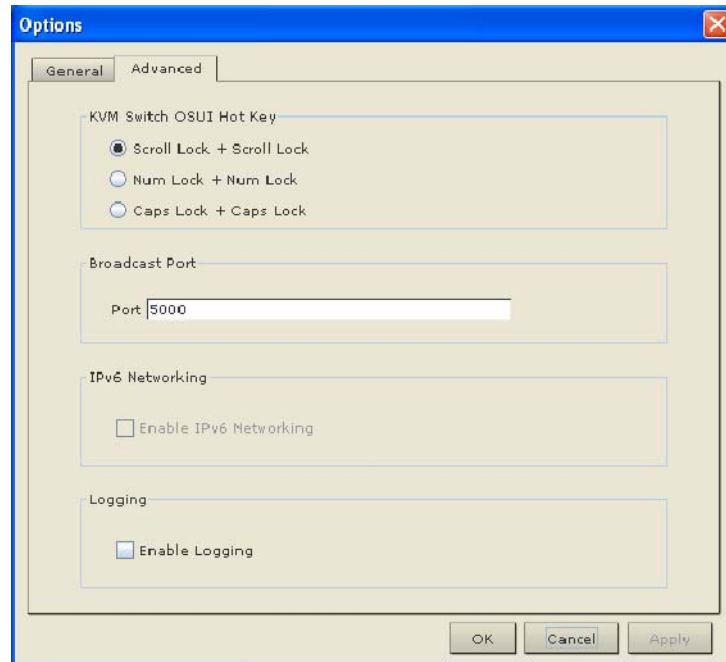 Options
General
Advanced
KVM Switch OSUI Hot Key
Scroll Lock + Scroll Lock
Num Lock + Num Lock
Caps Lock + Caps Lock
Broadcast Port
Port 5000
IPv6 Networking
Enable IPv6 Networking
Logging
Enable Logging
OK
Cancel
Apply